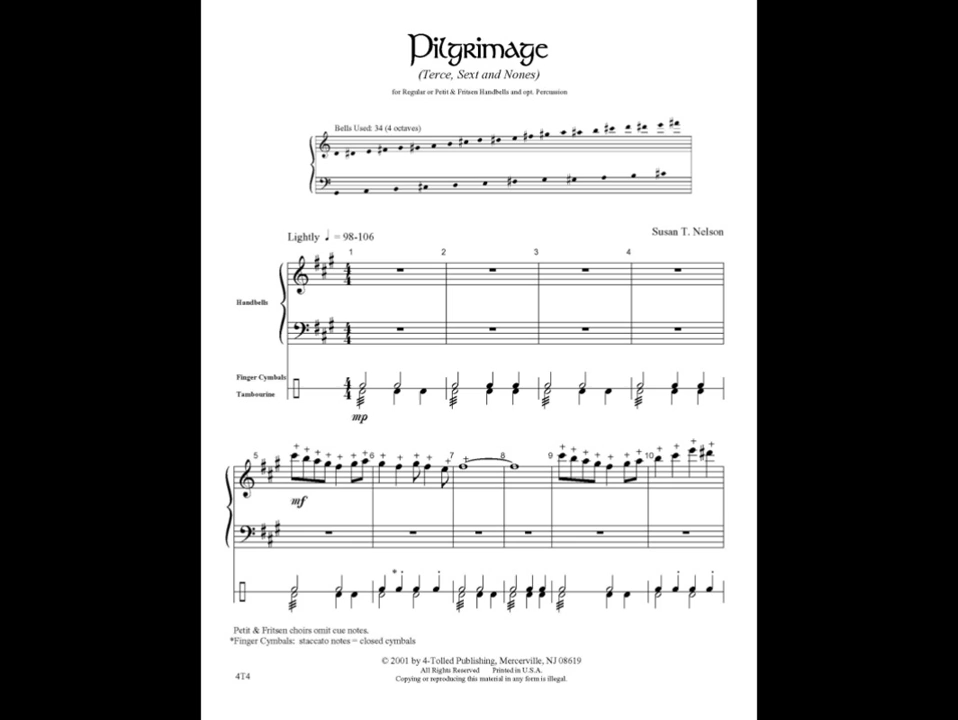 Pilgrimage
(Terce, Sext and Nones)
for Regular or Petit & Fritsen Handbells and opt. Percussion
Bells Used: 34 (4 octaves)
Lightly ♩ = 98-106
Susan T. Nelson
1 2 3 4
Handbells
4/4
Finger Cymbals
Tambourine
mp
5 6 7 8 9 10
mf
Petit & Fritsen choirs omit cue notes.
*Finger Cymbals: staccato notes = closed cymbals
© 2001 by 4-Tolled Publishing, Mercerville, NJ 08619
All Rights Reserved Printed in U.S.A.
Copying or reproducing this material in any form is illegal.
4T4